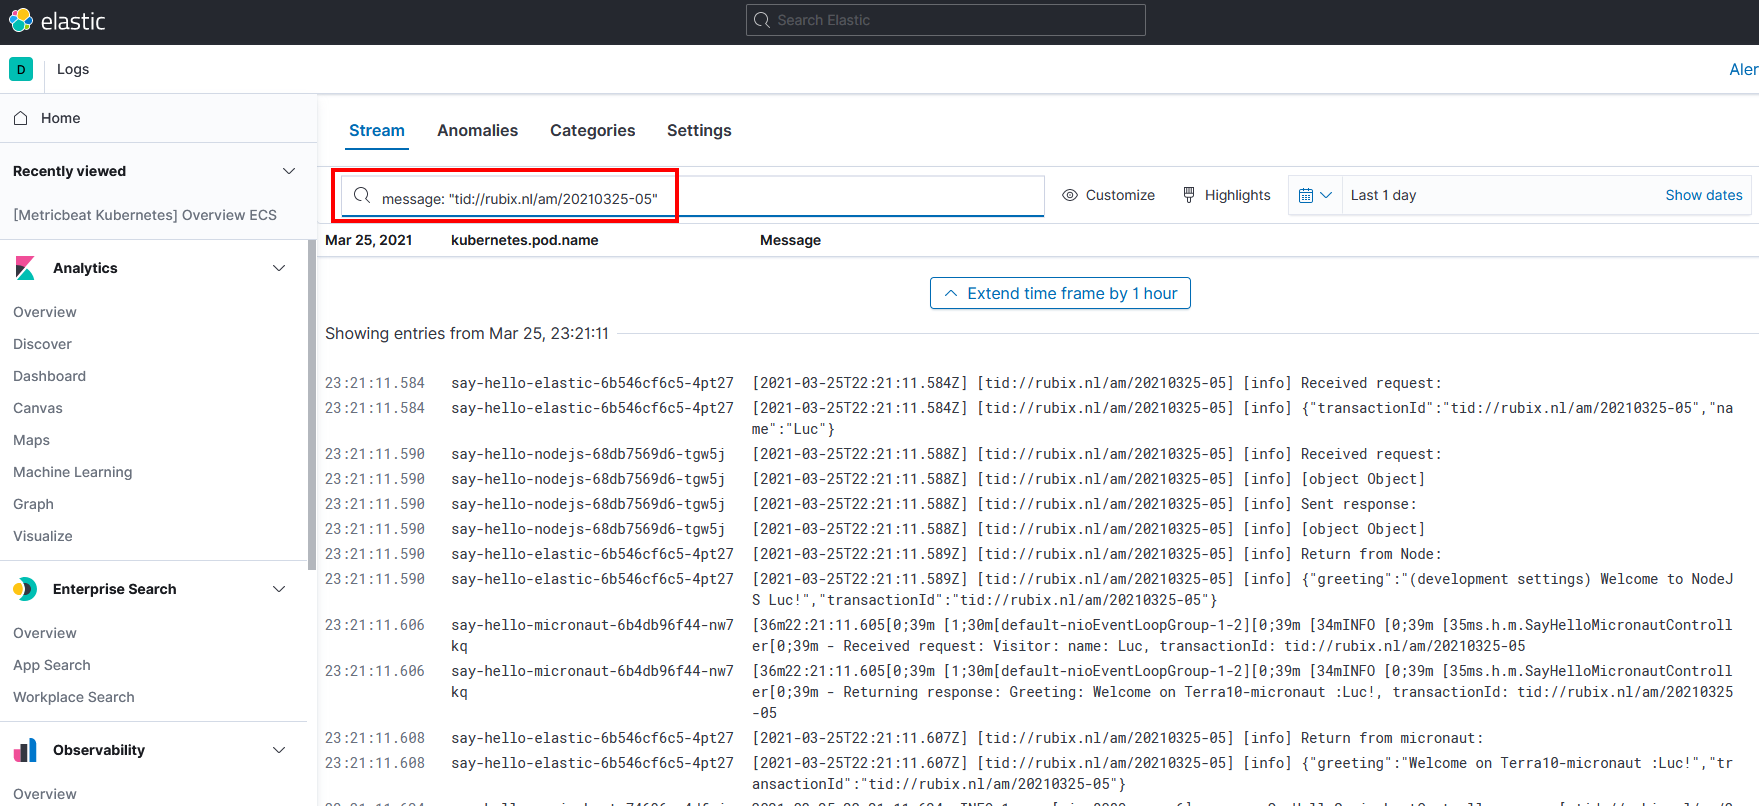 elastic
Search Elastic
D
Logs
Aler
Home
Recently viewed
[Metricbeat Kubernetes] Overview ECS
Analytics
Overview
Discover
Dashboard
Canvas
Maps
Machine Learning
Graph
Visualize
Enterprise Search
Overview
App Search
Workplace Search
Observability
Overview
Stream Anomalies Categories Settings
message: "tid://rubix.nl/am/20210325-05"
Customize Highlights Last 1 day Show dates
Mar 25, 2021 kubernetes.pod.name Message
Extend time frame by 1 hour
Showing entries from Mar 25, 23:21:11
23:21:11.584 say-hello-elastic-6b546cf6c5-4pt27 [2021-03-25T22:21:11.584Z] [tid://rubix.nl/am/20210325-05] [info] Received request:
23:21:11.584 say-hello-elastic-6b546cf6c5-4pt27 [2021-03-25T22:21:11.584Z] [tid://rubix.nl/am/20210325-05] [info] {"transactionId":"tid://rubix.nl/am/20210325-05","na
me":"Luc"}
23:21:11.590 say-hello-nodejs-68db7569d6-tgw5j [2021-03-25T22:21:11.588Z] [tid://rubix.nl/am/20210325-05] [info] Received request:
23:21:11.590 say-hello-nodejs-68db7569d6-tgw5j [2021-03-25T22:21:11.588Z] [tid://rubix.nl/am/20210325-05] [info] [object Object]
23:21:11.590 say-hello-nodejs-68db7569d6-tgw5j [2021-03-25T22:21:11.588Z] [tid://rubix.nl/am/20210325-05] [info] Sent response:
23:21:11.590 say-hello-nodejs-68db7569d6-tgw5j [2021-03-25T22:21:11.588Z] [tid://rubix.nl/am/20210325-05] [info] [object Object]
23:21:11.590 say-hello-elastic-6b546cf6c5-4pt27 [2021-03-25T22:21:11.589Z] [tid://rubix.nl/am/20210325-05] [info] Return from Node:
23:21:11.590 say-hello-elastic-6b546cf6c5-4pt27 [2021-03-25T22:21:11.589Z] [tid://rubix.nl/am/20210325-05] [info] {"greeting":"(development settings) Welcome to NodeJ
S Luc!","transactionId":"tid://rubix.nl/am/20210325-05"}
23:21:11.606 say-hello-micronaut-6b4db96f44-nw7 [36m22:21:11.605[0;39m [1;30m[default-nioEventLoopGroup-1-2][0;39m [34mINFO [0;39m [35ms.h.m.SayHelloMicronautControll
kq er[0;39m - Received request: Visitor: name: Luc, transactionId: tid://rubix.nl/am/20210325-05
23:21:11.606 say-hello-micronaut-6b4db96f44-nw7 [36m22:21:11.605[0;39m [1;30m[default-nioEventLoopGroup-1-2][0;39m [34mINFO [0;39m [35ms.h.m.SayHelloMicronautControll
kq er[0;39m - Returning response: Greeting: Welcome on Terra10-micronaut :Luc!, transactionId: tid://rubix.nl/am/20210325
-05
23:21:11.608 say-hello-elastic-6b546cf6c5-4pt27 [2021-03-25T22:21:11.607Z] [tid://rubix.nl/am/20210325-05] [info] Return from micronaut:
23:21:11.608 say-hello-elastic-6b546cf6c5-4pt27 [2021-03-25T22:21:11.607Z] [tid://rubix.nl/am/20210325-05] [info] {"greeting":"Welcome on Terra10-micronaut :Luc!","tr
ansactionId":"tid://rubix.nl/am/20210325-05"}